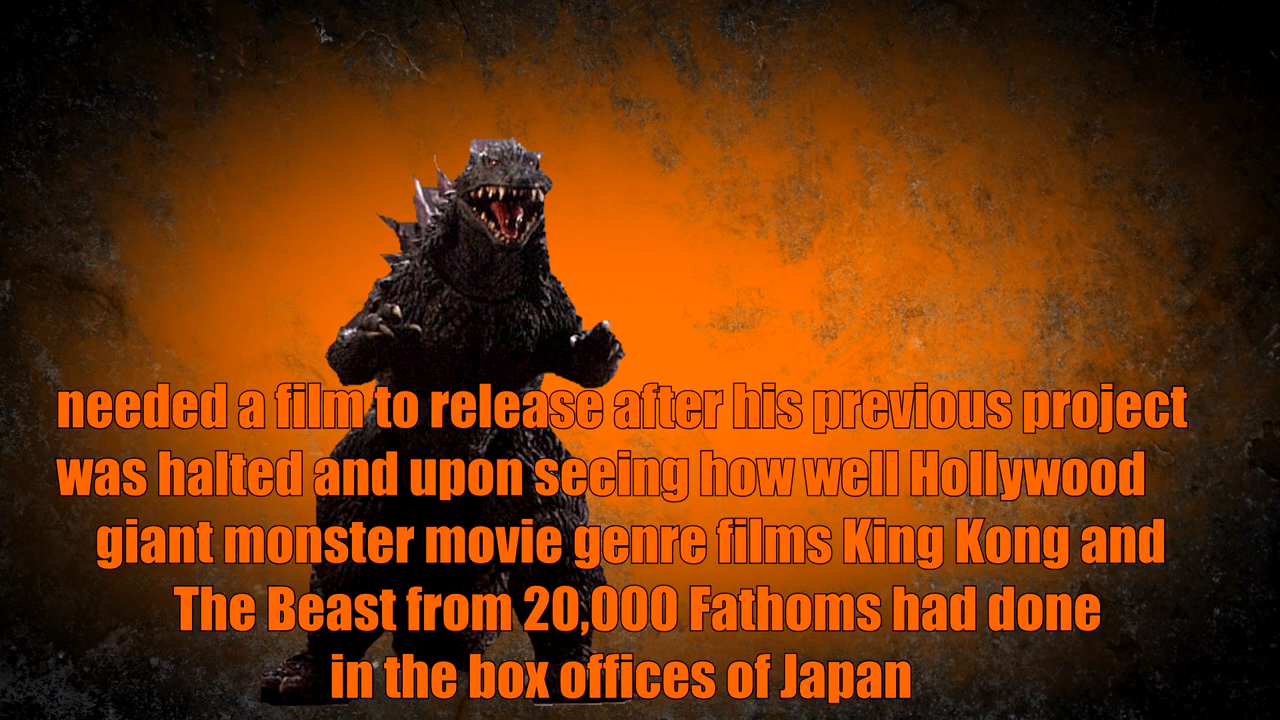 needed a film to release after his previous project
was halted and upon seeing how well Hollywood
giant monster movie genre films King Kong and
The Beast from 20,000 Fathoms had done
in the box offices of Japan